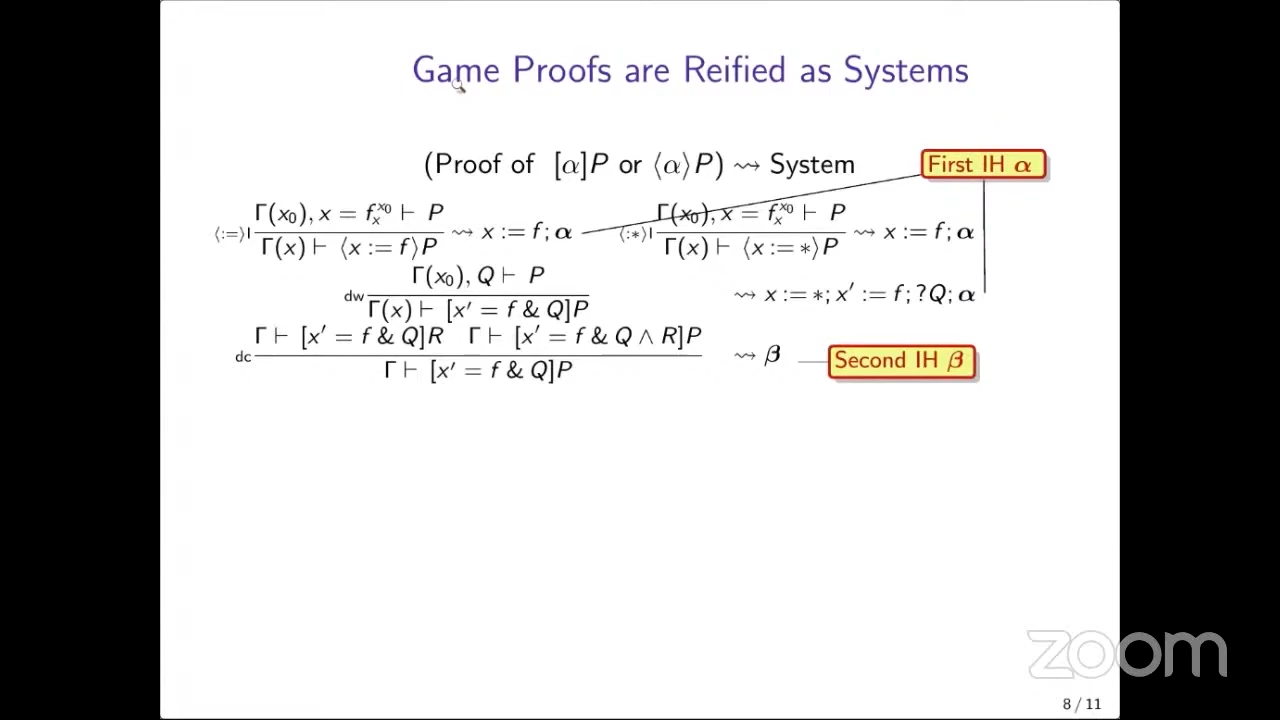 Game Proofs are Reified as Systems
(Proof of [α]P or ⟨α⟩P) ⇝ System
First IH α
⟨:=⟩I Γ(x₀), x = f_x^{x₀} ⊢ P / Γ(x) ⊢ ⟨x := f⟩P ⇝ x := f; α
⟨:*⟩I Γ(x₀), x = f_x^{x₀} ⊢ P / Γ(x) ⊢ ⟨x := *⟩P ⇝ x := f; α
dw Γ(x₀), Q ⊢ P / Γ(x) ⊢ [x′ = f & Q]P ⇝ x := *; x′ := f; ?Q; α
dc Γ ⊢ [x′ = f & Q]R Γ ⊢ [x′ = f & Q ∧ R]P / Γ ⊢ [x′ = f & Q]P ⇝ β
Second IH β
zoom
8 / 11